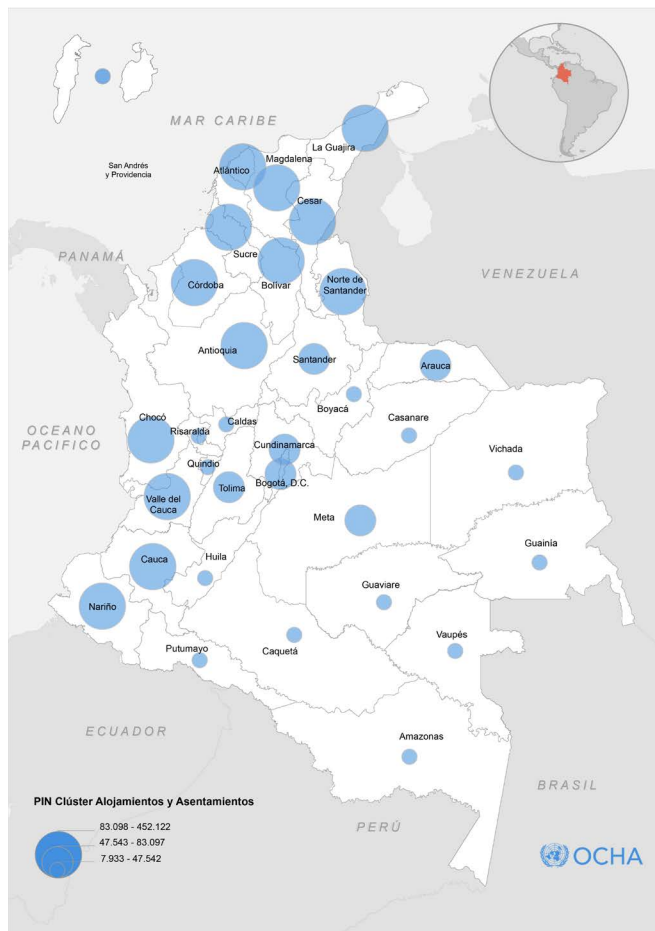 MAR CARIBE
La Guajira
Magdalena
San Andrés
y Providencia
Atlántico
Cesar
PANAMÁ
Sucre
VENEZUELA
Córdoba
Bolívar
Norte de
Santander
Antioquia
Santander
Arauca
Boyacá
Chocó
Caldas
Casanare
OCEANO
PACIFICO
Risaralda
Cundinamarca
Vichada
Quindio
Bogotá, D.C.
Tolima
Valle del
Cauca
Meta
Cauca
Huila
Guainía
Guaviare
Nariño
Vaupés
Putumayo
Caquetá
ECUADOR
Amazonas
BRASIL
PERÚ
PIN Clúster Alojamientos y Asentamientos
83.098 - 452.122
47.543 - 83.097
7.933 - 47.542
OCHA